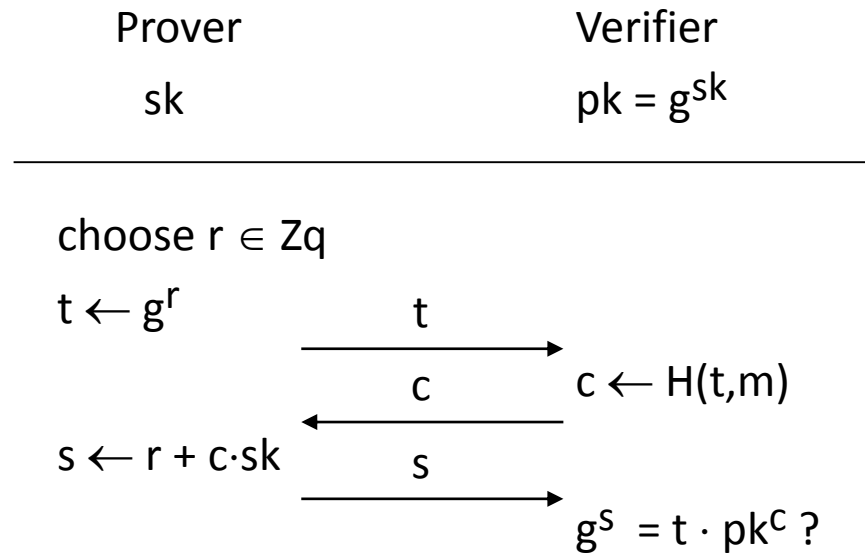 Prover Verifier
sk pk = g^sk
choose r ∈ Zq
t ← g^r t
c c ← H(t,m)
s ← r + c·sk s
g^s = t · pk^c ?